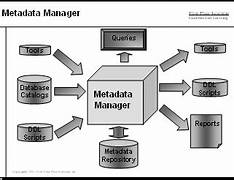 Metadata Manager
Queries
Tools
Tools
Database
Catalogs
Metadata
Manager
DDL
Scripts
DDL
Scripts
Reports
Metadata
Repository